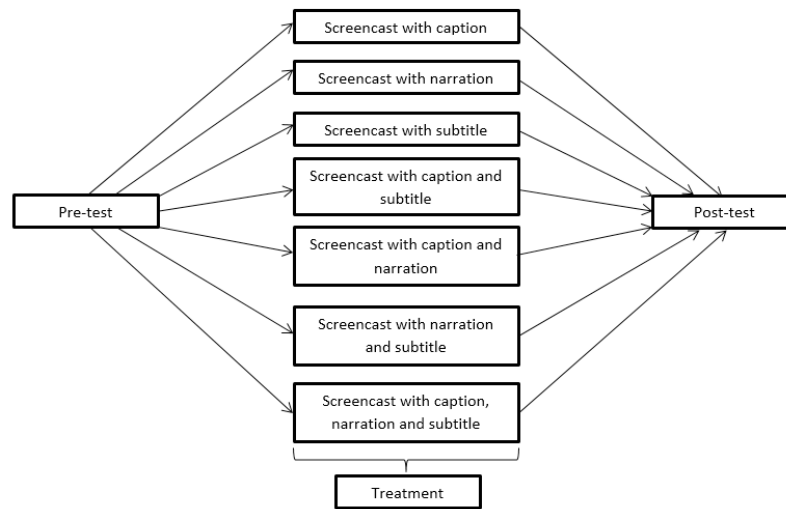 Screencast with caption
Screencast with narration
Screencast with subtitle
Screencast with caption and
subtitle
Pre-test
Post-test
Screencast with caption and
narration
Screencast with narration
and subtitle
Screencast with caption,
narration and subtitle
Treatment